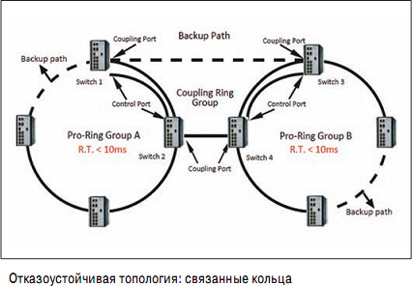 Coupling Port
Backup Path
Coupling Port
Backup path
Switch 1
Switch 3
Control Port
Coupling Ring
Group
Control Port
Pro-Ring Group A
R.T. < 10ms
Switch 2
Switch 4
Pro-Ring Group B
R.T. < 10ms
Coupling Port
Backup path
Отказоустойчивая топология: связанные кольца